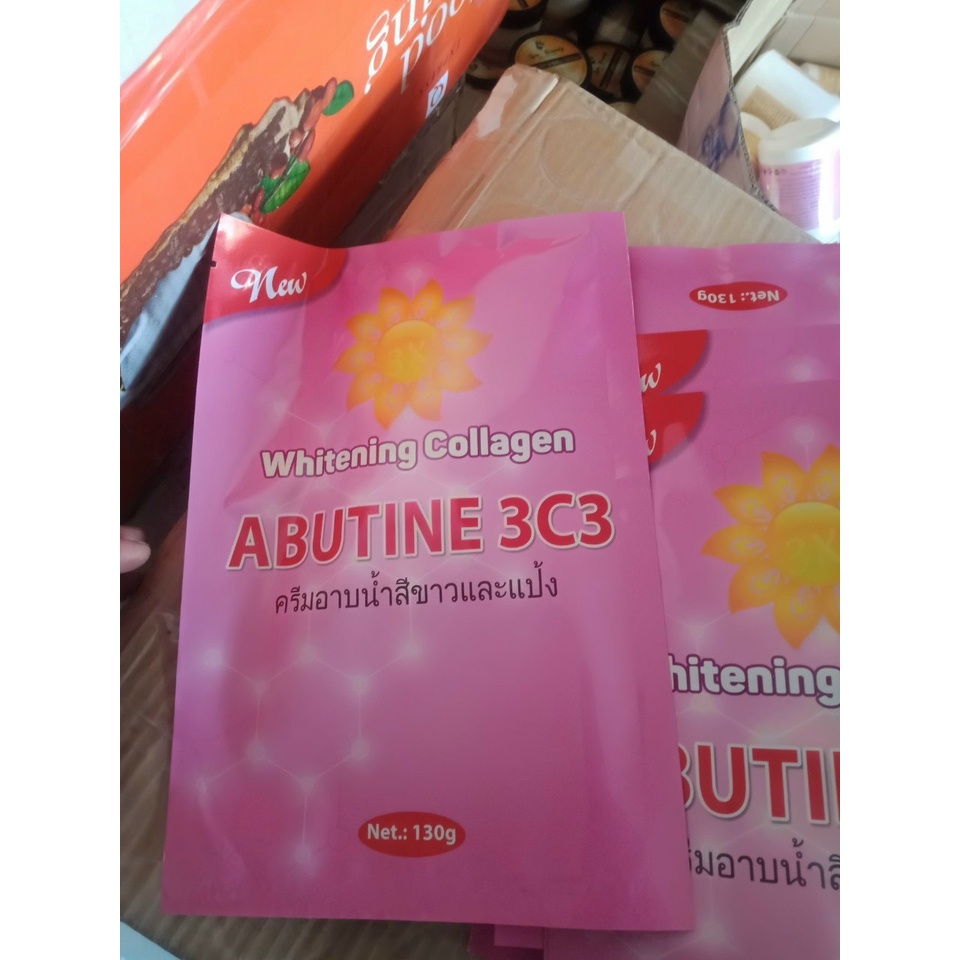 New
Whitening Collagen
ABUTINE 3C3
ครีมอาบน้ำสีขาวและแป้ง
Net.: 130g
Net.: 130g
hitening
BUTI